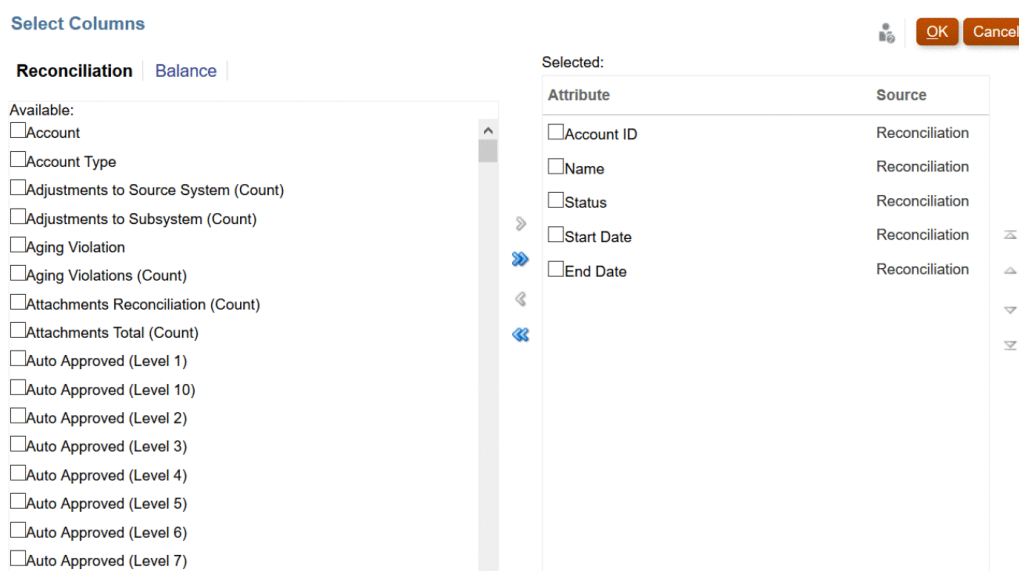 Select Columns
OK
Cancel
Reconciliation
Balance
Available:
Account
Account Type
Adjustments to Source System (Count)
Adjustments to Subsystem (Count)
Aging Violation
Aging Violations (Count)
Attachments Reconciliation (Count)
Attachments Total (Count)
Auto Approved (Level 1)
Auto Approved (Level 10)
Auto Approved (Level 2)
Auto Approved (Level 3)
Auto Approved (Level 4)
Auto Approved (Level 5)
Auto Approved (Level 6)
Auto Approved (Level 7)
Selected:
Attribute Source
Account ID Reconciliation
Name Reconciliation
Status Reconciliation
Start Date Reconciliation
End Date Reconciliation